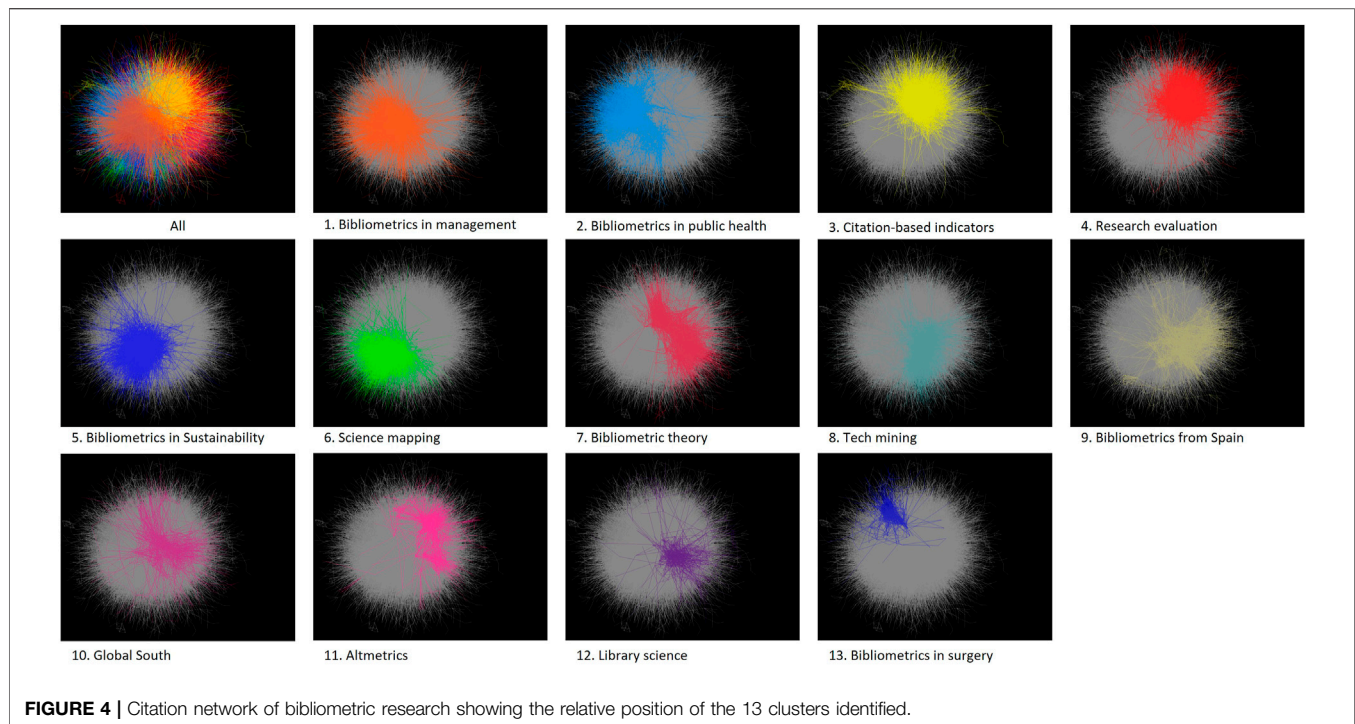 All
1. Bibliometrics in management
2. Bibliometrics in public health
3. Citation-based indicators
4. Research evaluation
5. Bibliometrics in Sustainability
6. Science mapping
7. Bibliometric theory
8. Tech mining
9. Bibliometrics from Spain
10. Global South
11. Altmetrics
12. Library science
13. Bibliometrics in surgery
FIGURE 4 | Citation network of bibliometric research showing the relative position of the 13 clusters identified.